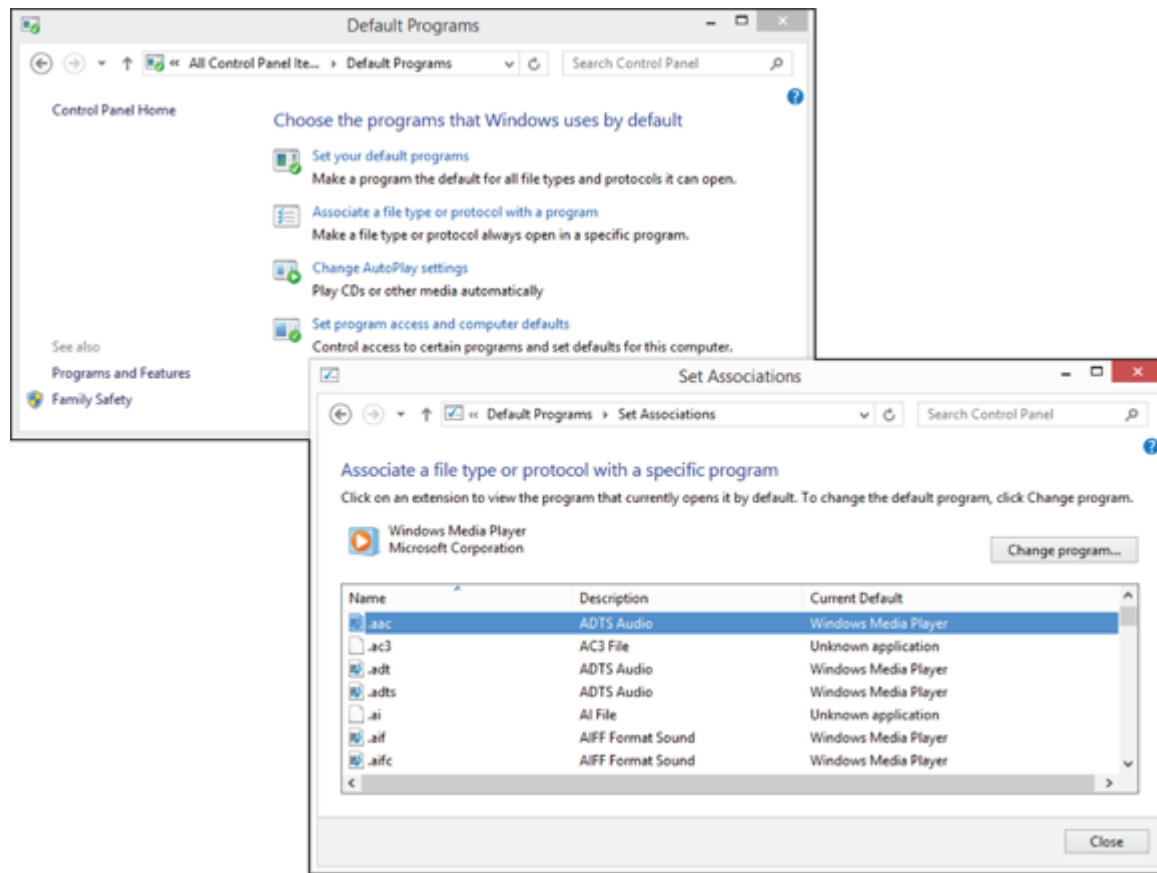 Default Programs
« All Control Panel Ite... › Default Programs
Search Control Panel
Control Panel Home
Choose the programs that Windows uses by default
Set your default programs
Make a program the default for all file types and protocols it can open.
Associate a file type or protocol with a program
Make a file type or protocol always open in a specific program.
Change AutoPlay settings
Play CDs or other media automatically
Set program access and computer defaults
Control access to certain programs and set defaults for this computer.
See also
Programs and Features
Family Safety
Set Associations
« Default Programs › Set Associations
Search Control Panel
Associate a file type or protocol with a specific program
Click on an extension to view the program that currently opens it by default. To change the default program, click Change program.
Windows Media Player
Microsoft Corporation
Change program...
Name Description Current Default
.aac ADTS Audio Windows Media Player
.ac3 AC3 File Unknown application
.adt ADTS Audio Windows Media Player
.adts ADTS Audio Windows Media Player
.ai AI File Unknown application
.aif AIFF Format Sound Windows Media Player
.aifc AIFF Format Sound Windows Media Player
Close